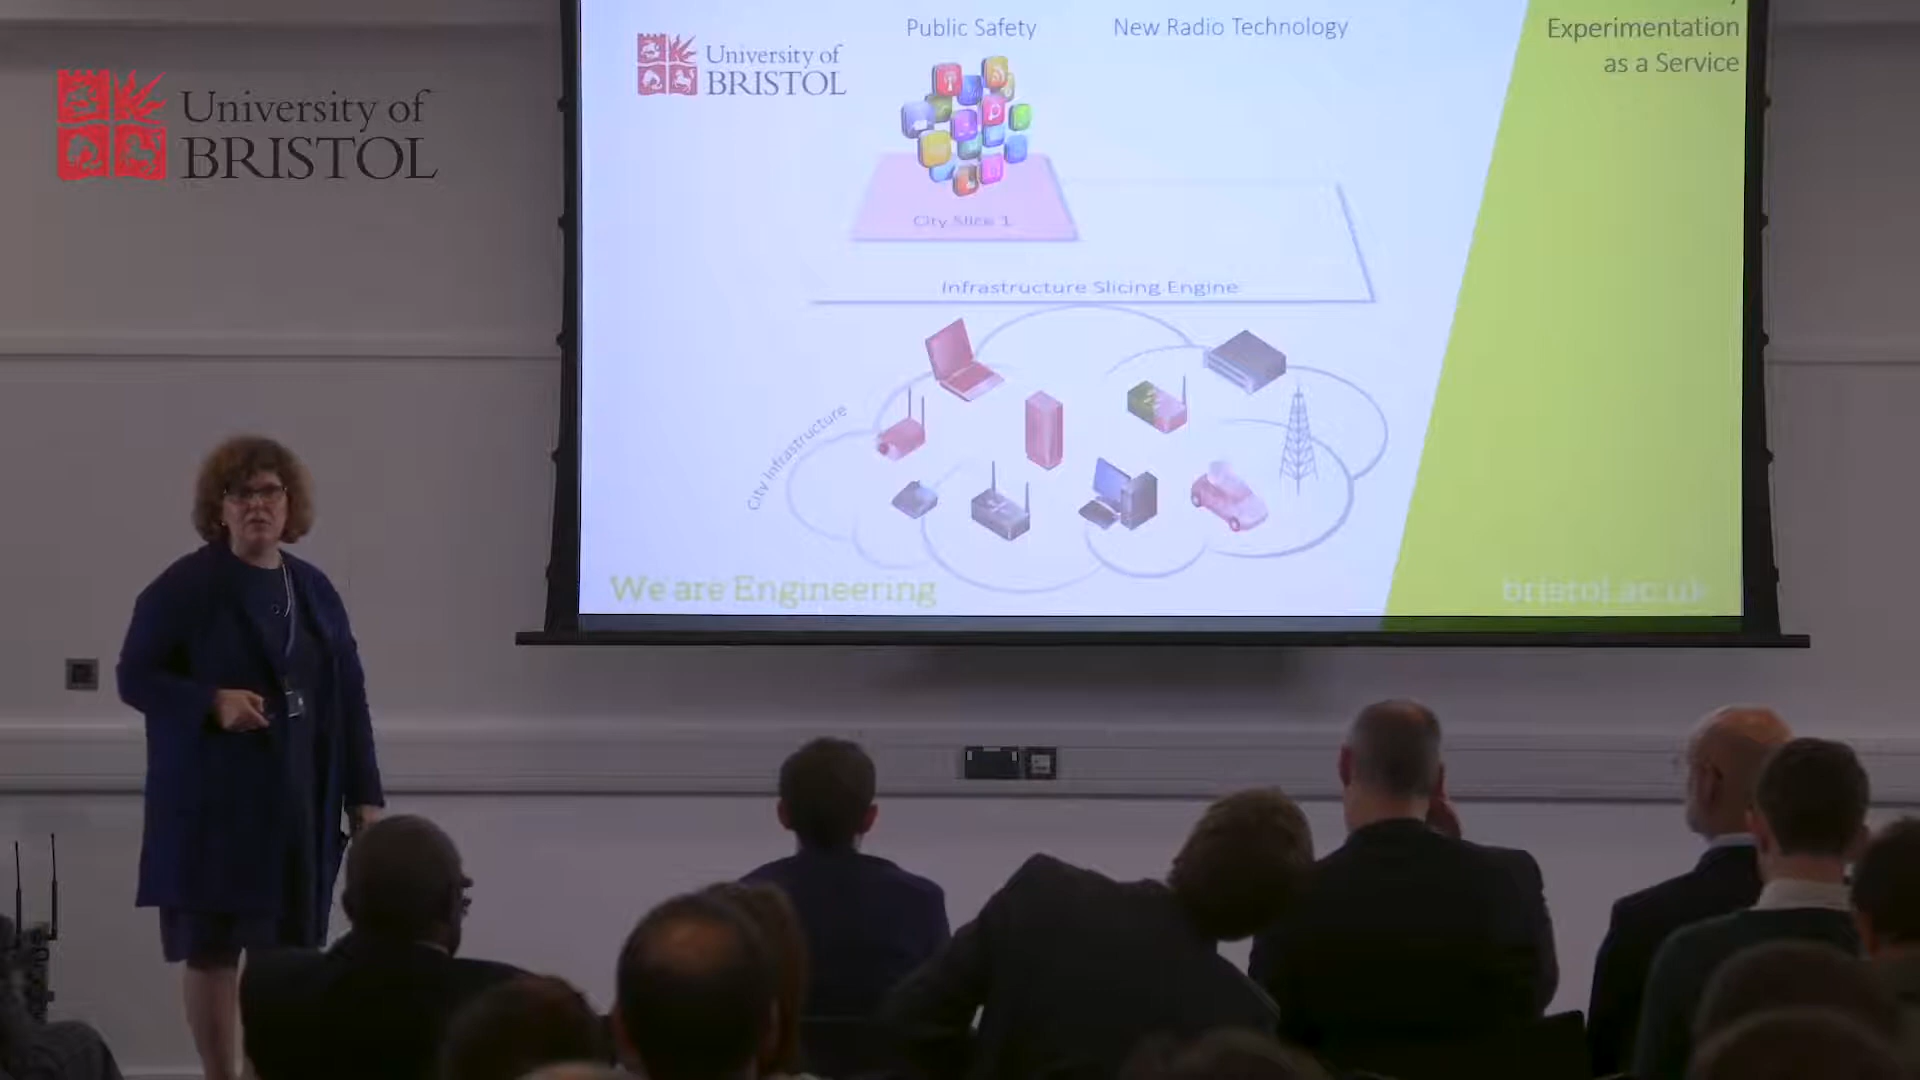 University of
BRISTOL
University of
BRISTOL
Public Safety
New Radio Technology
Experimentation
as a Service
City Slice 1
Infrastructure Slicing Engine
City Infrastructure
We are Engineering
bristol.ac.uk